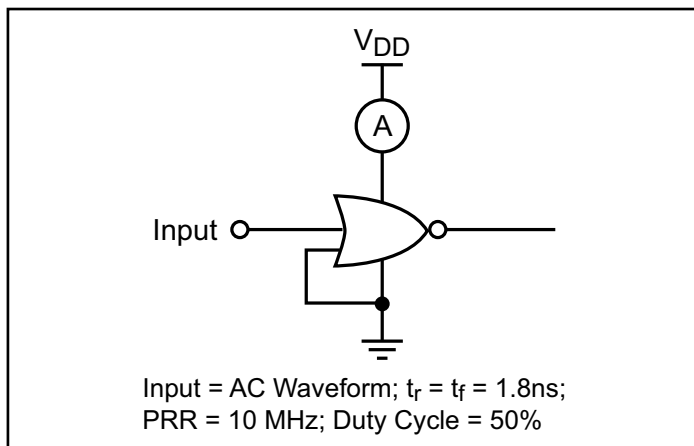 VDD
A
Input
Input = AC Waveform; tr = tf = 1.8ns;
PRR = 10 MHz; Duty Cycle = 50%